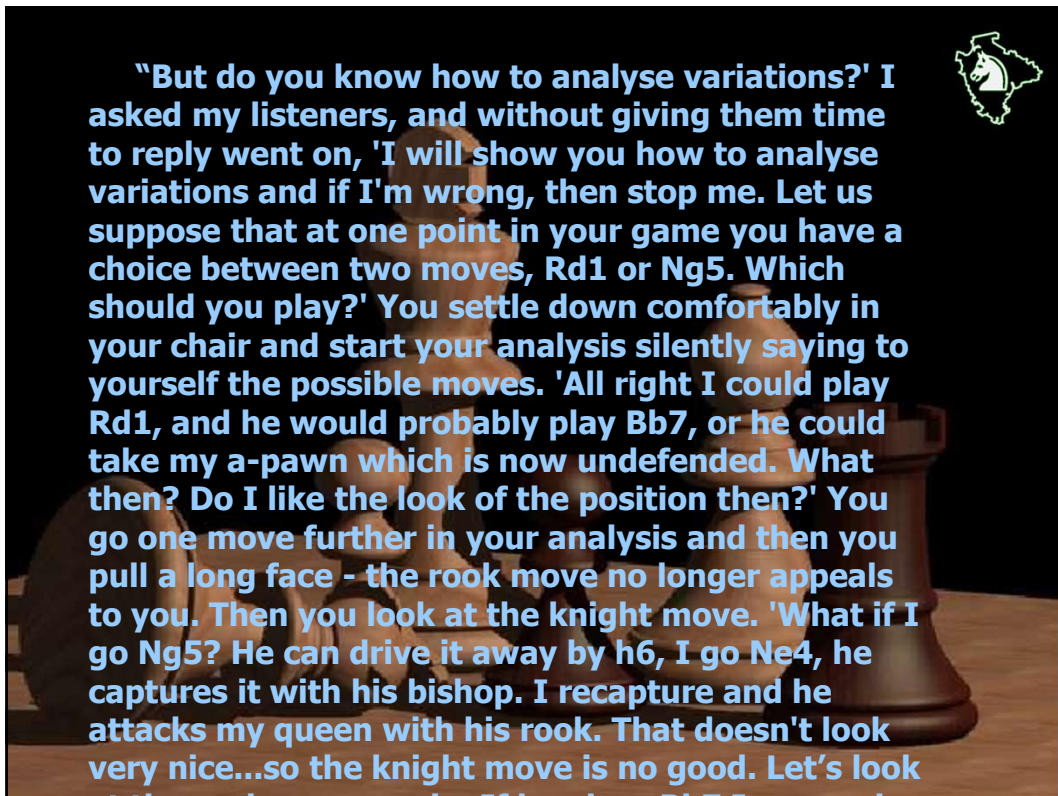 “But do you know how to analyse variations?' I
asked my listeners, and without giving them time
to reply went on, 'I will show you how to analyse
variations and if I'm wrong, then stop me. Let us
suppose that at one point in your game you have a
choice between two moves, Rd1 or Ng5. Which
should you play?' You settle down comfortably in
your chair and start your analysis silently saying to
yourself the possible moves. 'All right I could play
Rd1, and he would probably play Bb7, or he could
take my a-pawn which is now undefended. What
then? Do I like the look of the position then?' You
go one move further in your analysis and then you
pull a long face - the rook move no longer appeals
to you. Then you look at the knight move. 'What if I
go Ng5? He can drive it away by h6, I go Ne4, he
captures it with his bishop. I recapture and he
attacks my queen with his rook. That doesn't look
very nice...so the knight move is no good. Let’s look